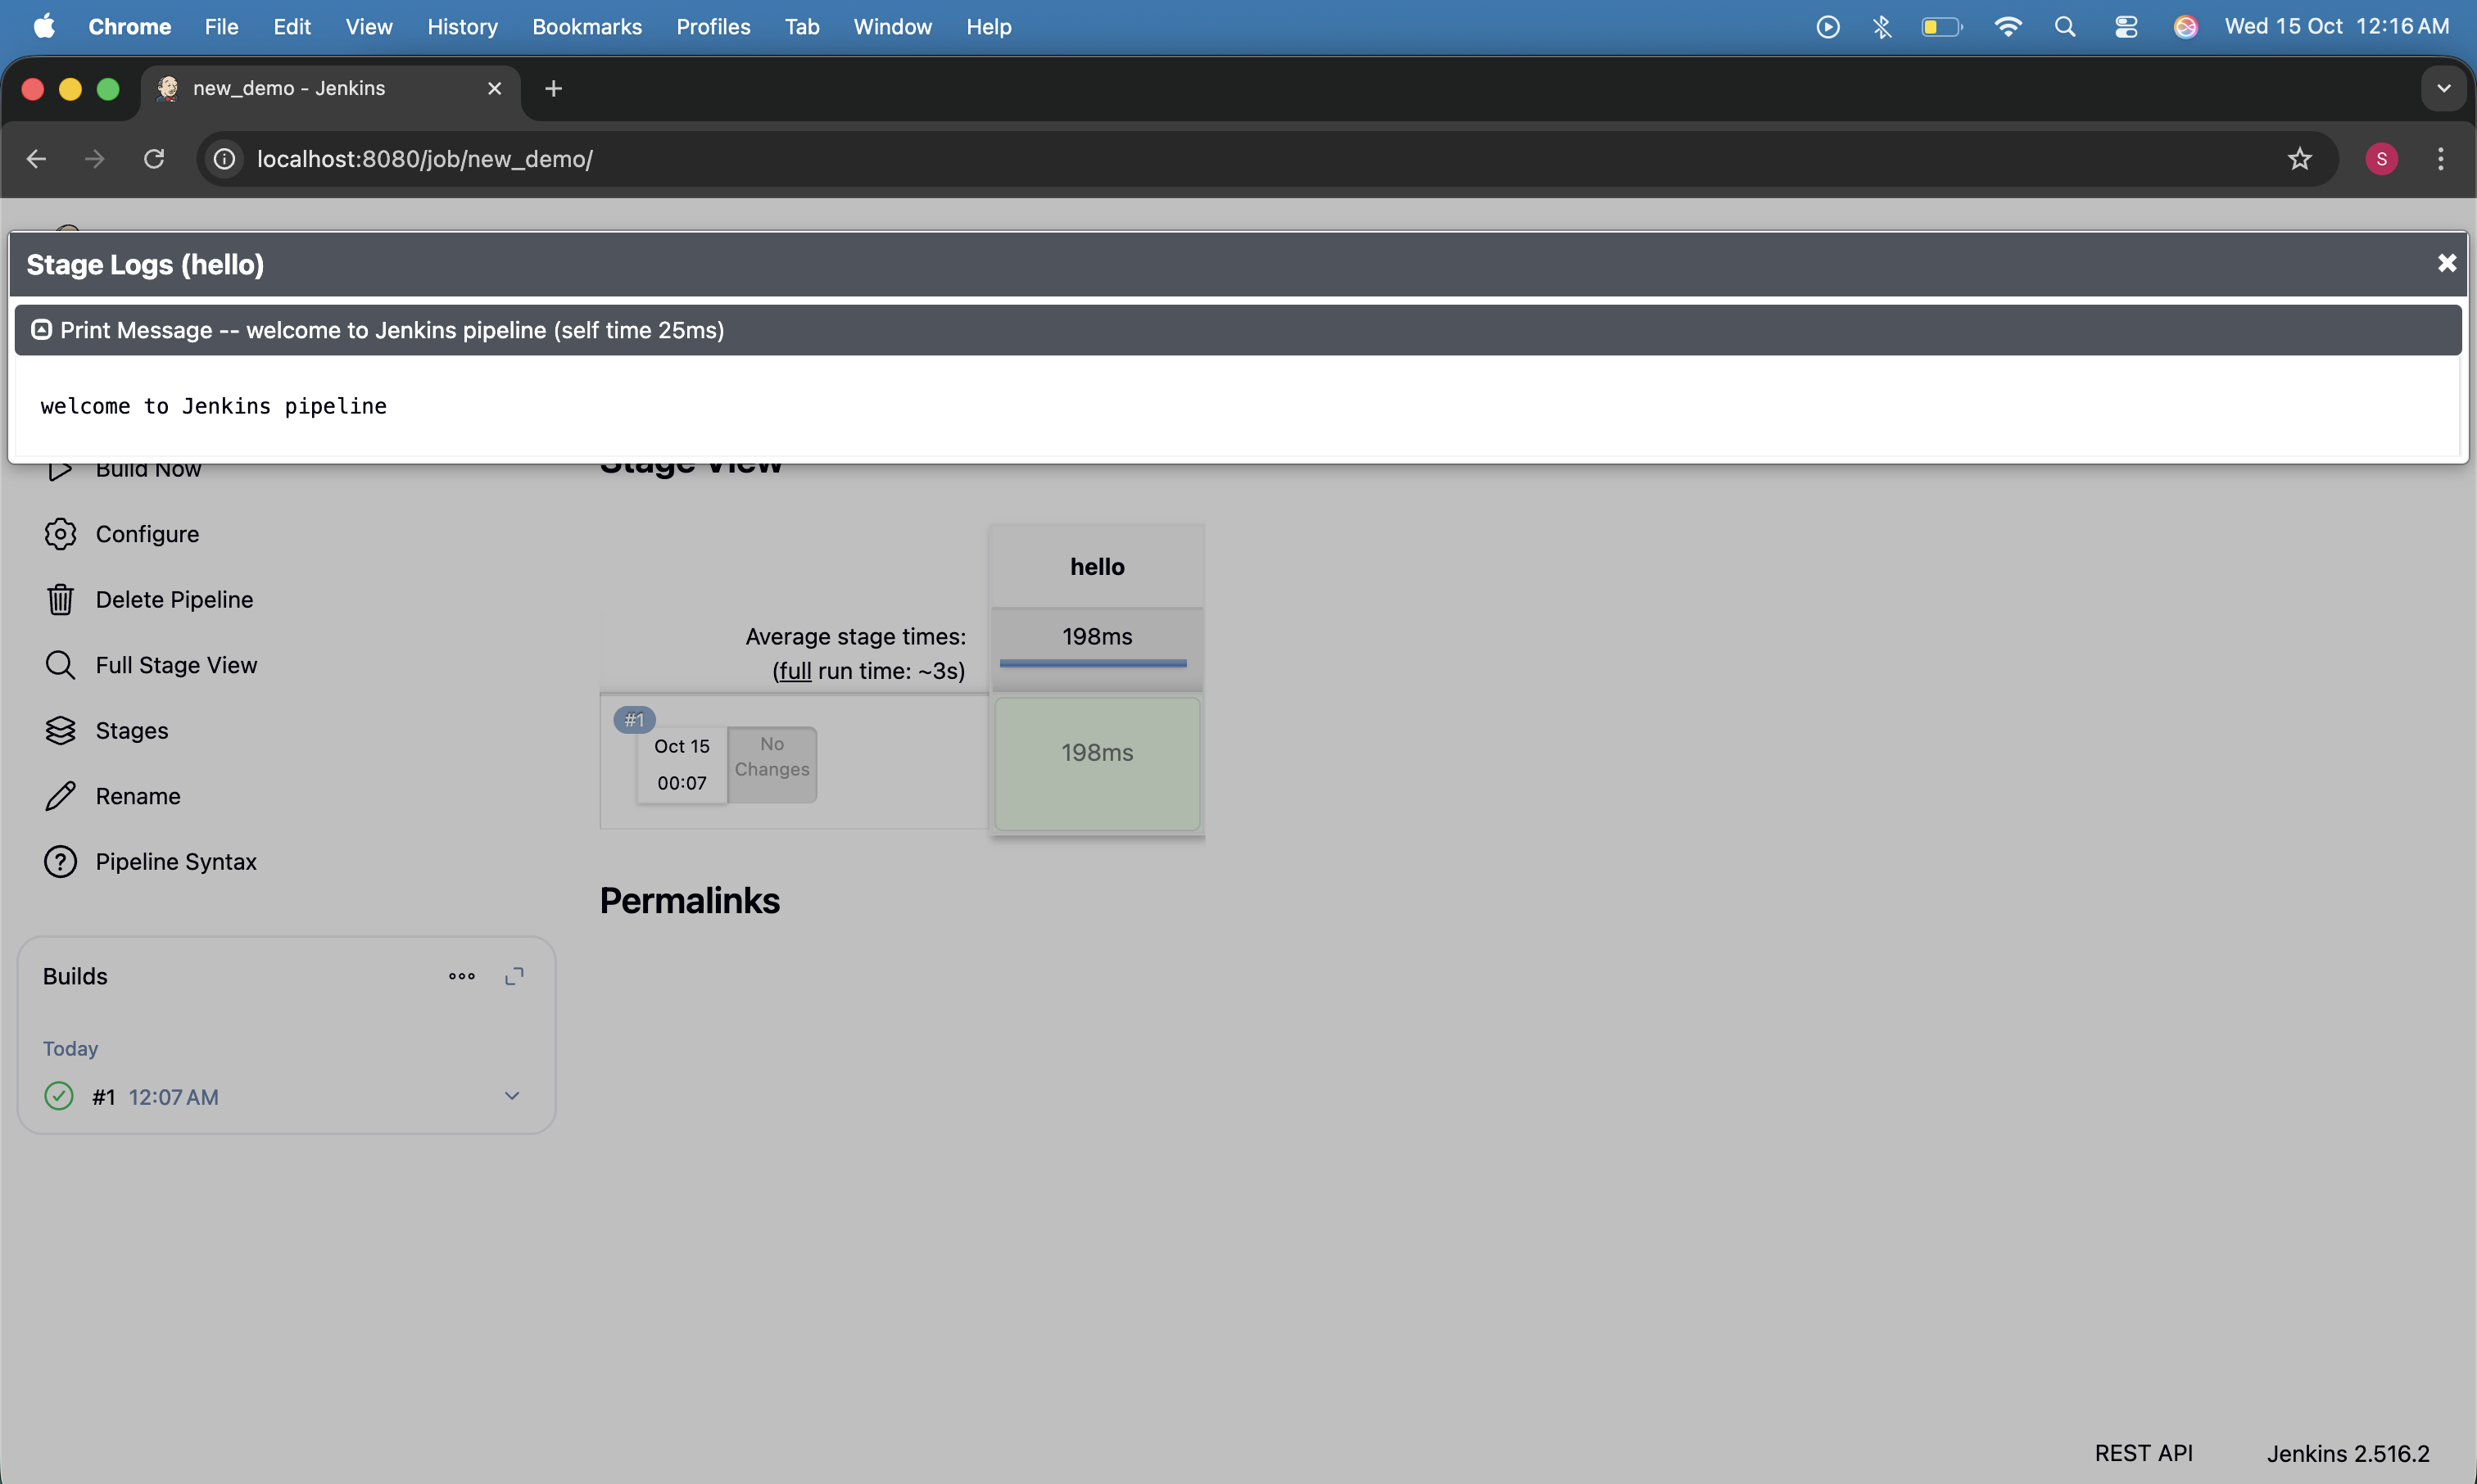 Chrome File Edit View History Bookmarks Profiles Tab Window Help Wed 15 Oct 12:16 AM
new_demo - Jenkins
localhost:8080/job/new_demo/ S
Stage Logs (hello)
Print Message -- welcome to Jenkins pipeline (self time 25ms)
welcome to Jenkins pipeline
Build Now
Stage View
Configure
Delete Pipeline
Full Stage View
Stages
Rename
Pipeline Syntax
hello
Average stage times: 198ms
(full run time: ~3s)
#1
Oct 15
00:07
No
Changes
198ms
Permalinks
Builds
Today
#1 12:07 AM
REST API Jenkins 2.516.2